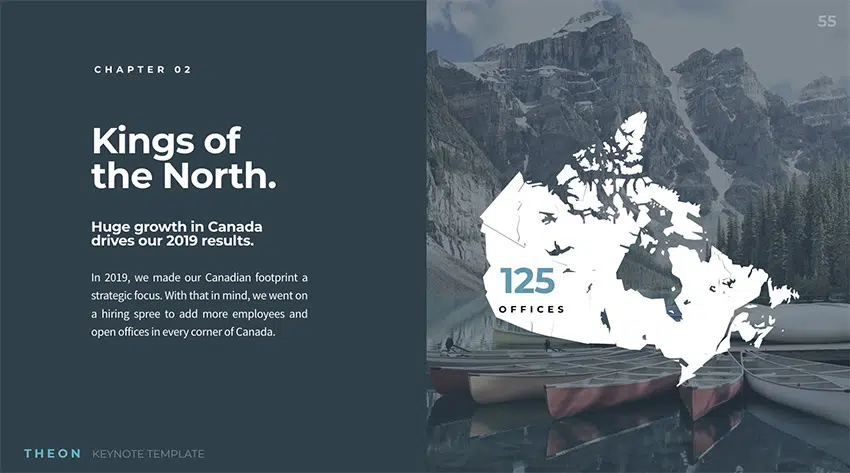 CHAPTER 02
Kings of
the North.
Huge growth in Canada
drives our 2019 results.
In 2019, we made our Canadian footprint a
strategic focus. With that in mind, we went on
a hiring spree to add more employees and
open offices in every corner of Canada.
THEON KEYNOTE TEMPLATE
55
125
OFFICES